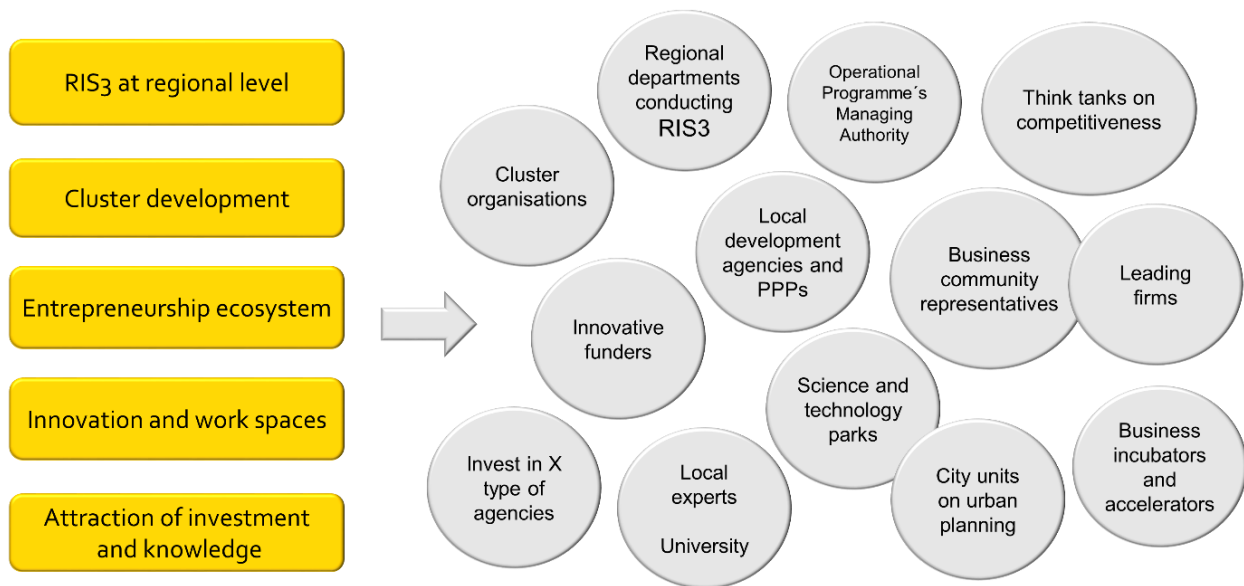 RIS3 at regional level
Cluster development
Entrepreneurship ecosystem
Innovation and work spaces
Attraction of investment
and knowledge
Regional
departments
conducting
RIS3
Operational
Programme´s
Managing
Authority
Think tanks on
competitiveness
Cluster
organisations
Local
development
agencies and
PPPs
Business
community
representatives
Leading
firms
Innovative
funders
Science and
technology
parks
Business
incubators
and
accelerators
Invest in X
type of
agencies
Local
experts
University
City units
on urban
planning